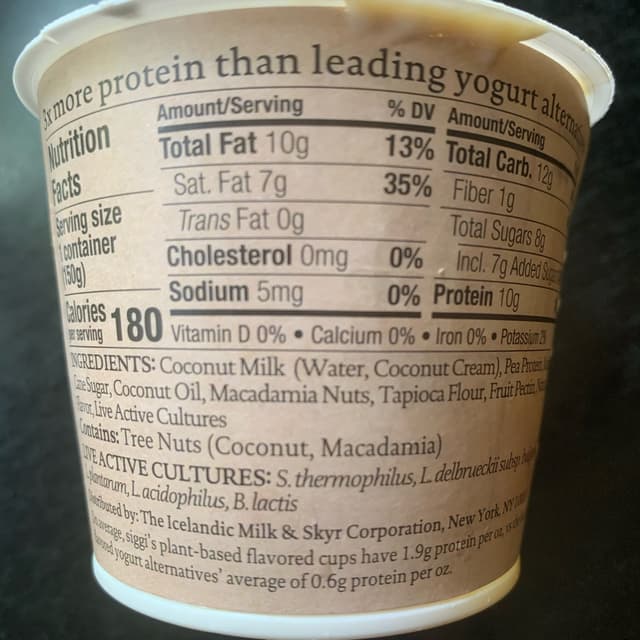 3x more protein than leading yogurt
Nutrition
Facts
Serving size
1 container
(150g)
Calories
per serving 180
Amount/Serving % DV
Total Fat 10g 13%
Sat. Fat 7g 35%
Trans Fat 0g
Cholesterol 0mg 0%
Sodium 5mg 0%
Amount/Serving
Total Carb. 12g
Fiber 1g
Total Sugars 8g
Incl. 7g Added
Protein 10g
Vitamin D 0% • Calcium 0% • Iron 0% • Potassium 2%
INGREDIENTS: Coconut Milk (Water, Coconut Cream), Pea Protein,
Cane Sugar, Coconut Oil, Macadamia Nuts, Tapioca Flour, Fruit Pectin,
Flavor, Live Active Cultures
Contains: Tree Nuts (Coconut, Macadamia)
LIVE ACTIVE CULTURES: S. thermophilus, L. delbrueckii subsp.
plantarum, L. acidophilus, B. lactis
Distributed by: The Icelandic Milk & Skyr Corporation, New York, NY
On average, siggi's plant-based flavored cups have 1.9g protein per oz,
flavored yogurt alternatives' average of 0.6g protein per oz.